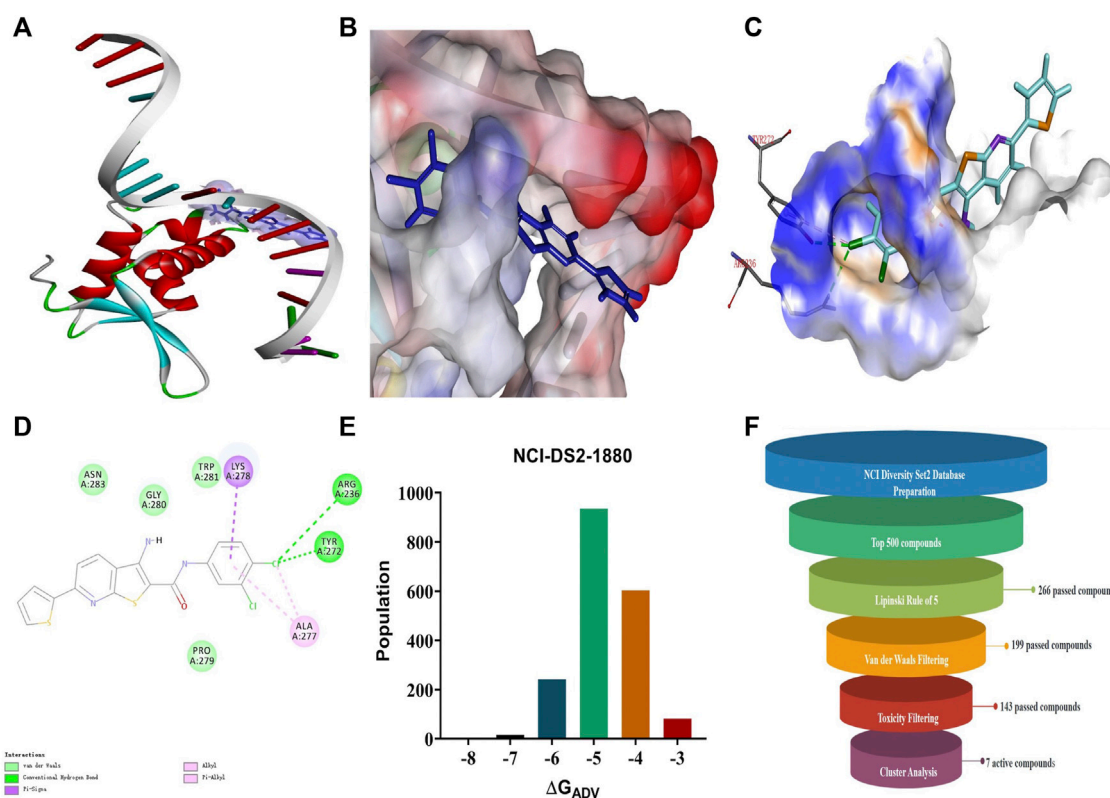 A
B
C
TYR272
ARG236
D
ASN
A:283
GLY
A:280
TRP
A:281
LYS
A:278
ARG
A:236
TYR
A:272
ALA
A:277
PRO
A:279
H
N
N
N
S
S
O
Cl
Cl
Interactions
van der Waals
Conventional Hydrogen Bond
Pi-Sigma
Alkyl
Pi-Alkyl
E
NCI-DS2-1880
Population
1000
800
600
400
200
0
-8 -7 -6 -5 -4 -3
ΔG_ADV
F
NCI Diversity Set2 Database
Preparation
Top 500 compounds
Lipinski Rule of 5
266 passed compoun
Van der Waals Filtering
199 passed compounds
Toxicity Filtering
143 passed compounds
Cluster Analysis
7 active compounds